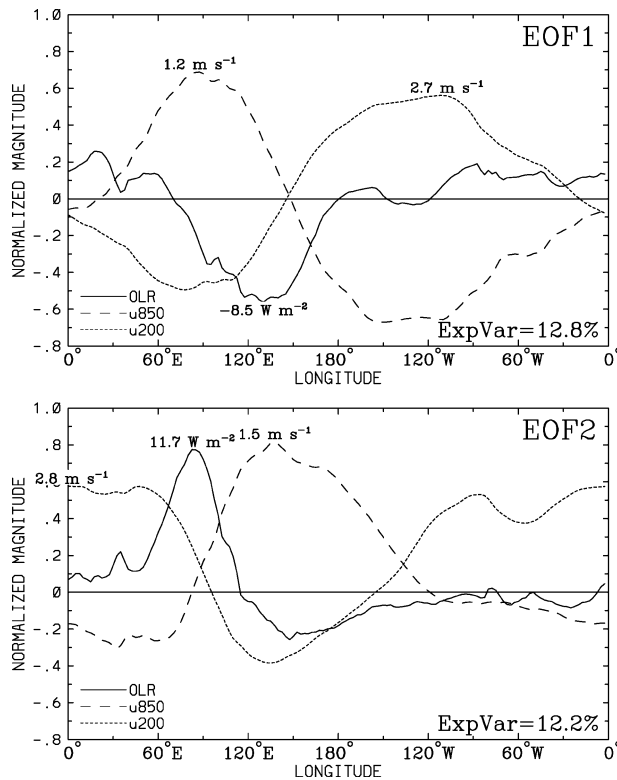 1.0
EOF1
.8
1.2 m s⁻¹
2.7 m s⁻¹
.6
.4
.2
0
-.2
-.4
-.6
-.8
NORMALIZED MAGNITUDE
-8.5 W m⁻²
OLR
u850
u200
ExpVar=12.8%
0° 60°E 120°E 180° 120°W 60°W 0°
LONGITUDE
1.0
EOF2
.8
11.7 W m⁻²
1.5 m s⁻¹
2.8 m s⁻¹
.6
.4
.2
0
-.2
-.4
-.6
-.8
NORMALIZED MAGNITUDE
OLR
u850
u200
ExpVar=12.2%
0° 60°E 120°E 180° 120°W 60°W 0°
LONGITUDE